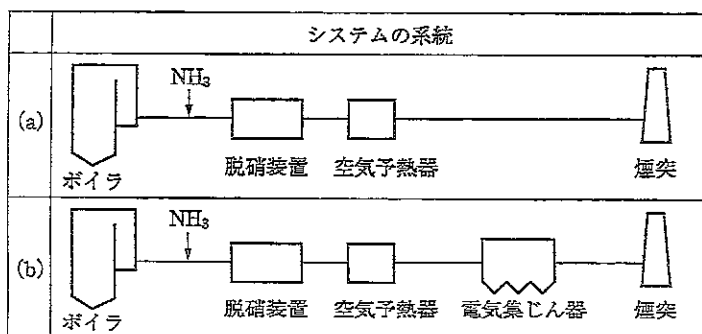 システムの系統
(a)
NH₃
ボイラ
脱硝装置
空気予熱器
煙突
(b)
NH₃
ボイラ
脱硝装置
空気予熱器
電気集じん器
煙突